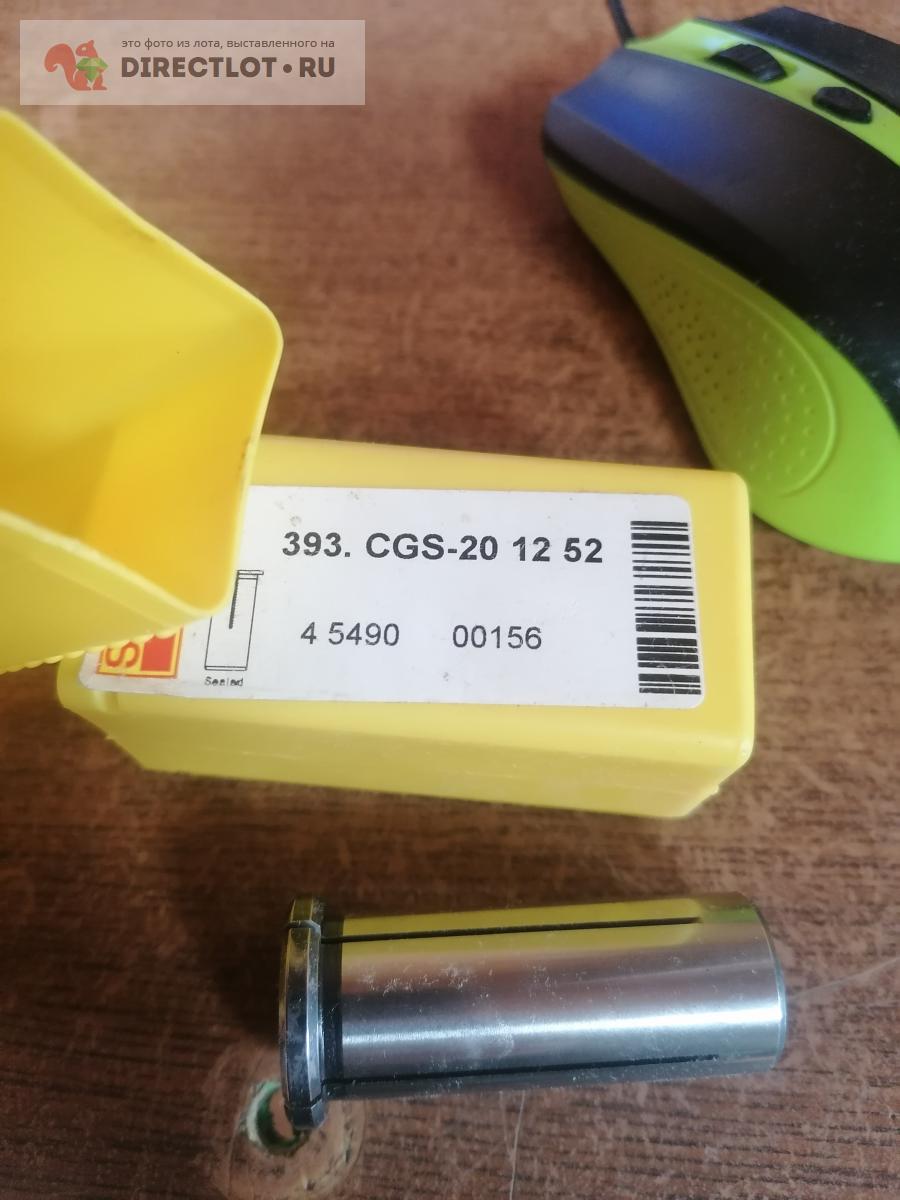 это фото из лота, выставленного на
DIRECTLOT.RU
393. CGS-20 12 52
4 5490 00156
Sealed